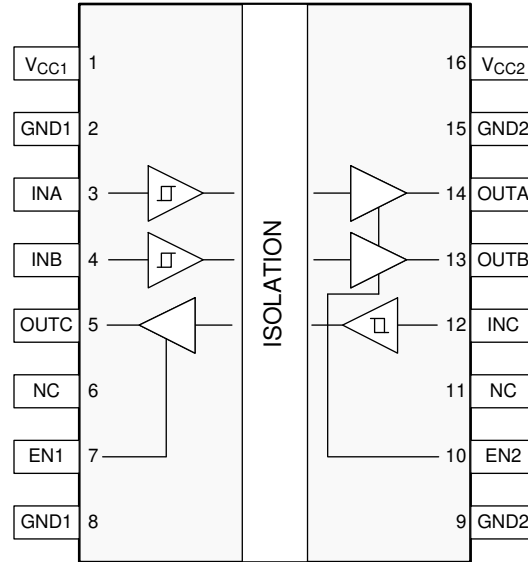 VCC1 1 16 VCC2
GND1 2 15 GND2
INA 3 14 OUTA
INB 4 13 OUTB
OUTC 5 12 INC
NC 6 11 NC
EN1 7 10 EN2
GND1 8 9 GND2
ISOLATION